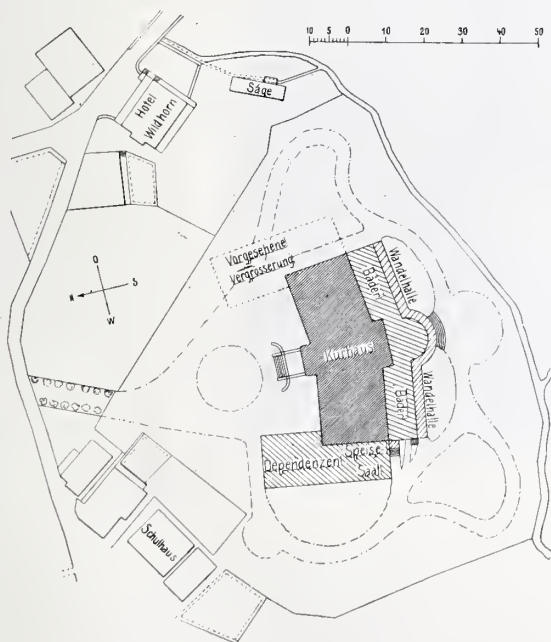 10 5 0 10 20 30 40 50
Säge
Hotel
Wildhorn
Vorgesehene
Vergrösserung
O
N S
W
Wandelhalle
Bäder
Kurhaus
Bäder
Wandelhalle
Dependenzen
Speise
Saal
Schulhaus